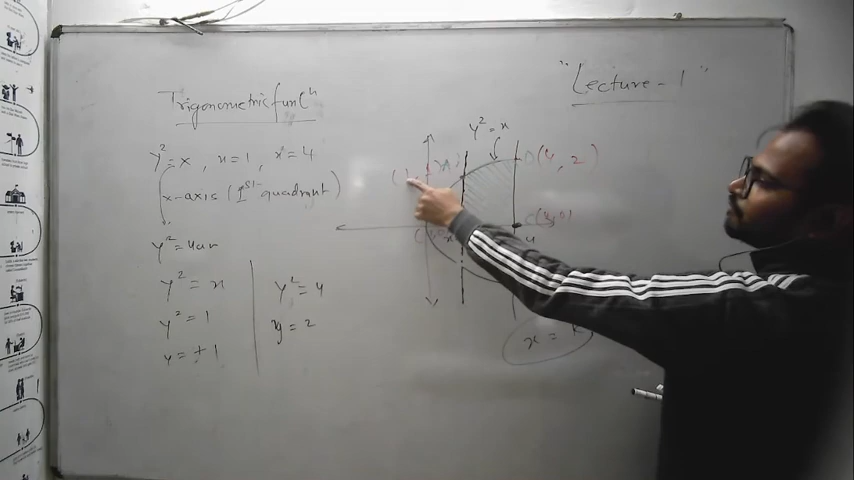 "Lecture - 1"
Trigonometric funcⁿ
y² = x , x = 1 , x = 4
x-axis (1st quadrant)
y² = 4ax
y² = x
y² = 1
y = ± 1
y² = 4
y = 2
y² = x
D(4, 2)
C(4,0)
4
x = k